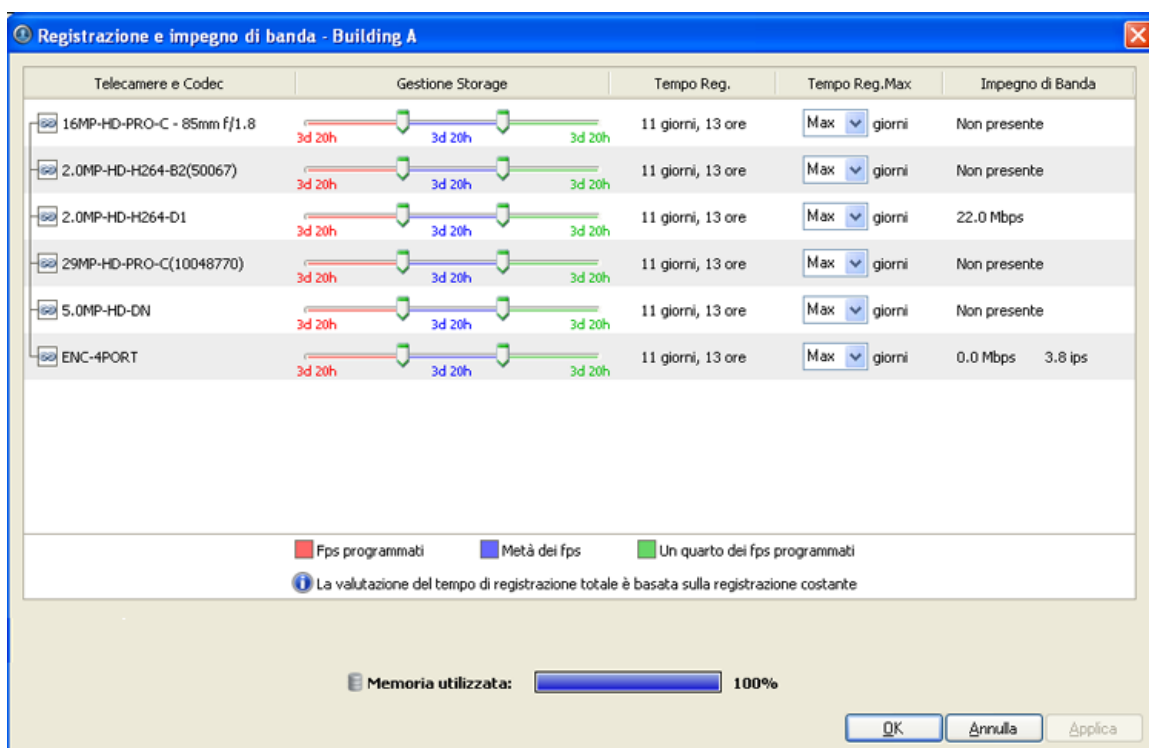 Registrazione e impegno di banda - Building A
Telecamere e Codec Gestione Storage Tempo Reg. Tempo Reg.Max Impegno di Banda
16MP-HD-PRO-C - 85mm f/1.8 3d 20h 3d 20h 3d 20h 11 giorni, 13 ore Max giorni Non presente
2.0MP-HD-H264-B2(50067) 3d 20h 3d 20h 3d 20h 11 giorni, 13 ore Max giorni Non presente
2.0MP-HD-H264-D1 3d 20h 3d 20h 3d 20h 11 giorni, 13 ore Max giorni 22.0 Mbps
29MP-HD-PRO-C(10048770) 3d 20h 3d 20h 3d 20h 11 giorni, 13 ore Max giorni Non presente
5.0MP-HD-DN 3d 20h 3d 20h 3d 20h 11 giorni, 13 ore Max giorni Non presente
ENC-4PORT 3d 20h 3d 20h 3d 20h 11 giorni, 13 ore Max giorni 0.0 Mbps 3.8 ips
Fps programmati Metà dei fps Un quarto dei fps programmati
La valutazione del tempo di registrazione totale è basata sulla registrazione costante
Memoria utilizzata: 100%
OK Annulla Applica